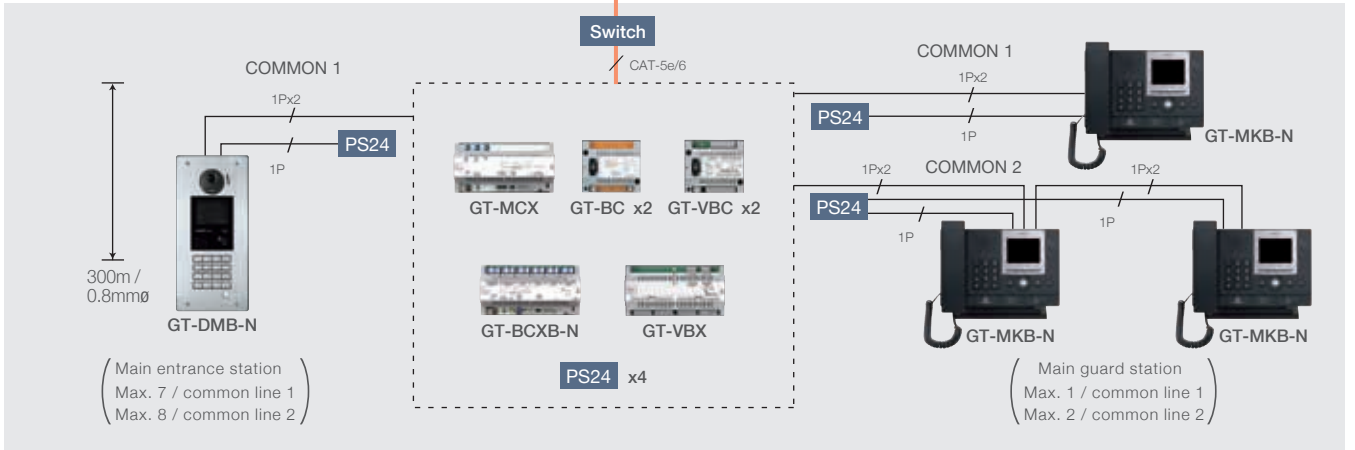 Switch
CAT-5e/6
COMMON 1
1Px2
PS24
1P
300m /
0.8mmø
GT-DMB-N
Main entrance station
Max. 7 / common line 1
Max. 8 / common line 2
GT-MCX
GT-BC x2
GT-VBC x2
GT-BCXB-N
GT-VBX
PS24 x4
COMMON 1
1Px2
PS24
1P
GT-MKB-N
COMMON 2
1Px2
1Px2
PS24
1P
1P
GT-MKB-N
GT-MKB-N
Main guard station
Max. 1 / common line 1
Max. 2 / common line 2